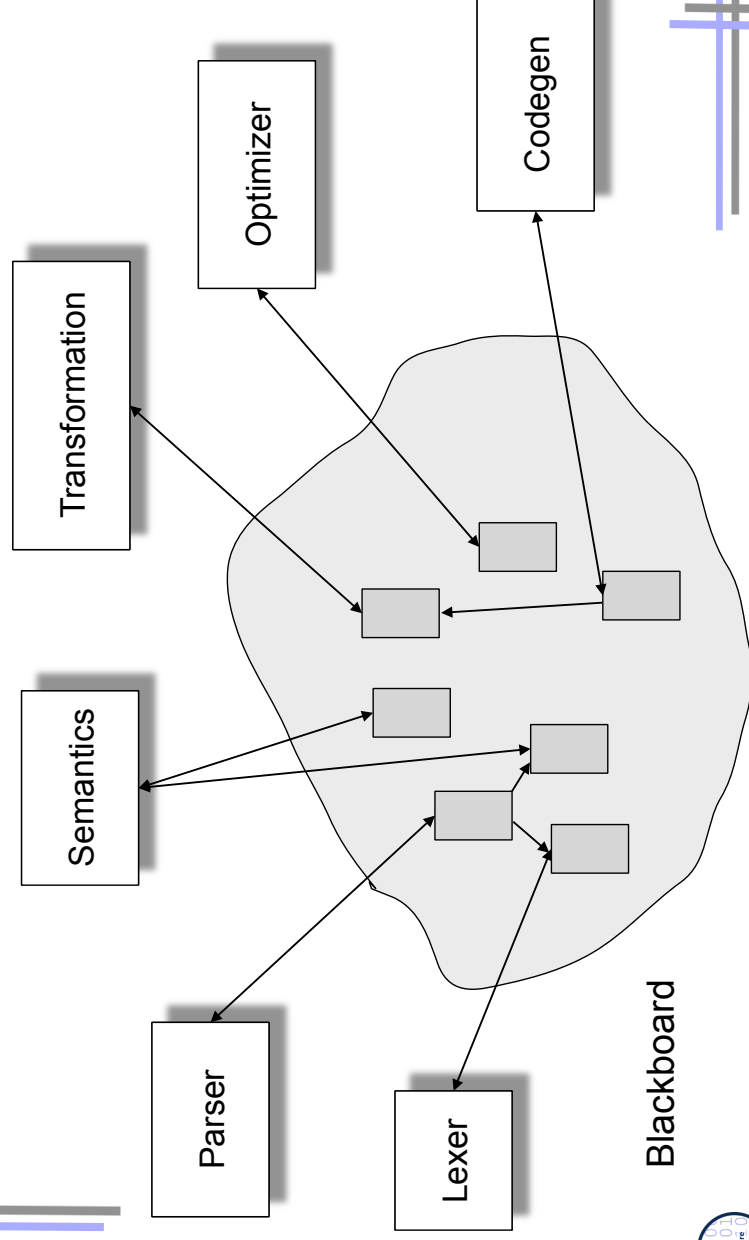 Transformation
Optimizer
Codegen
Semantics
Parser
Lexer
Blackboard